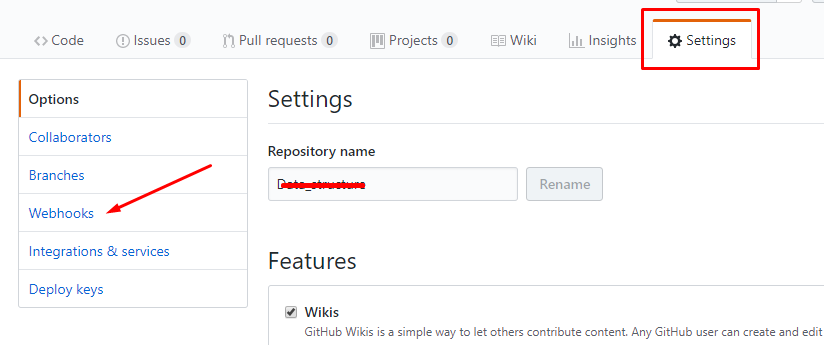 Code Issues 0 Pull requests 0 Projects 0 Wiki Insights Settings
Options
Collaborators
Branches
Webhooks
Integrations & services
Deploy keys
Settings
Repository name
Data_structure
Rename
Features
Wikis
GitHub Wikis is a simple way to let others contribute content. Any GitHub user can create and edit